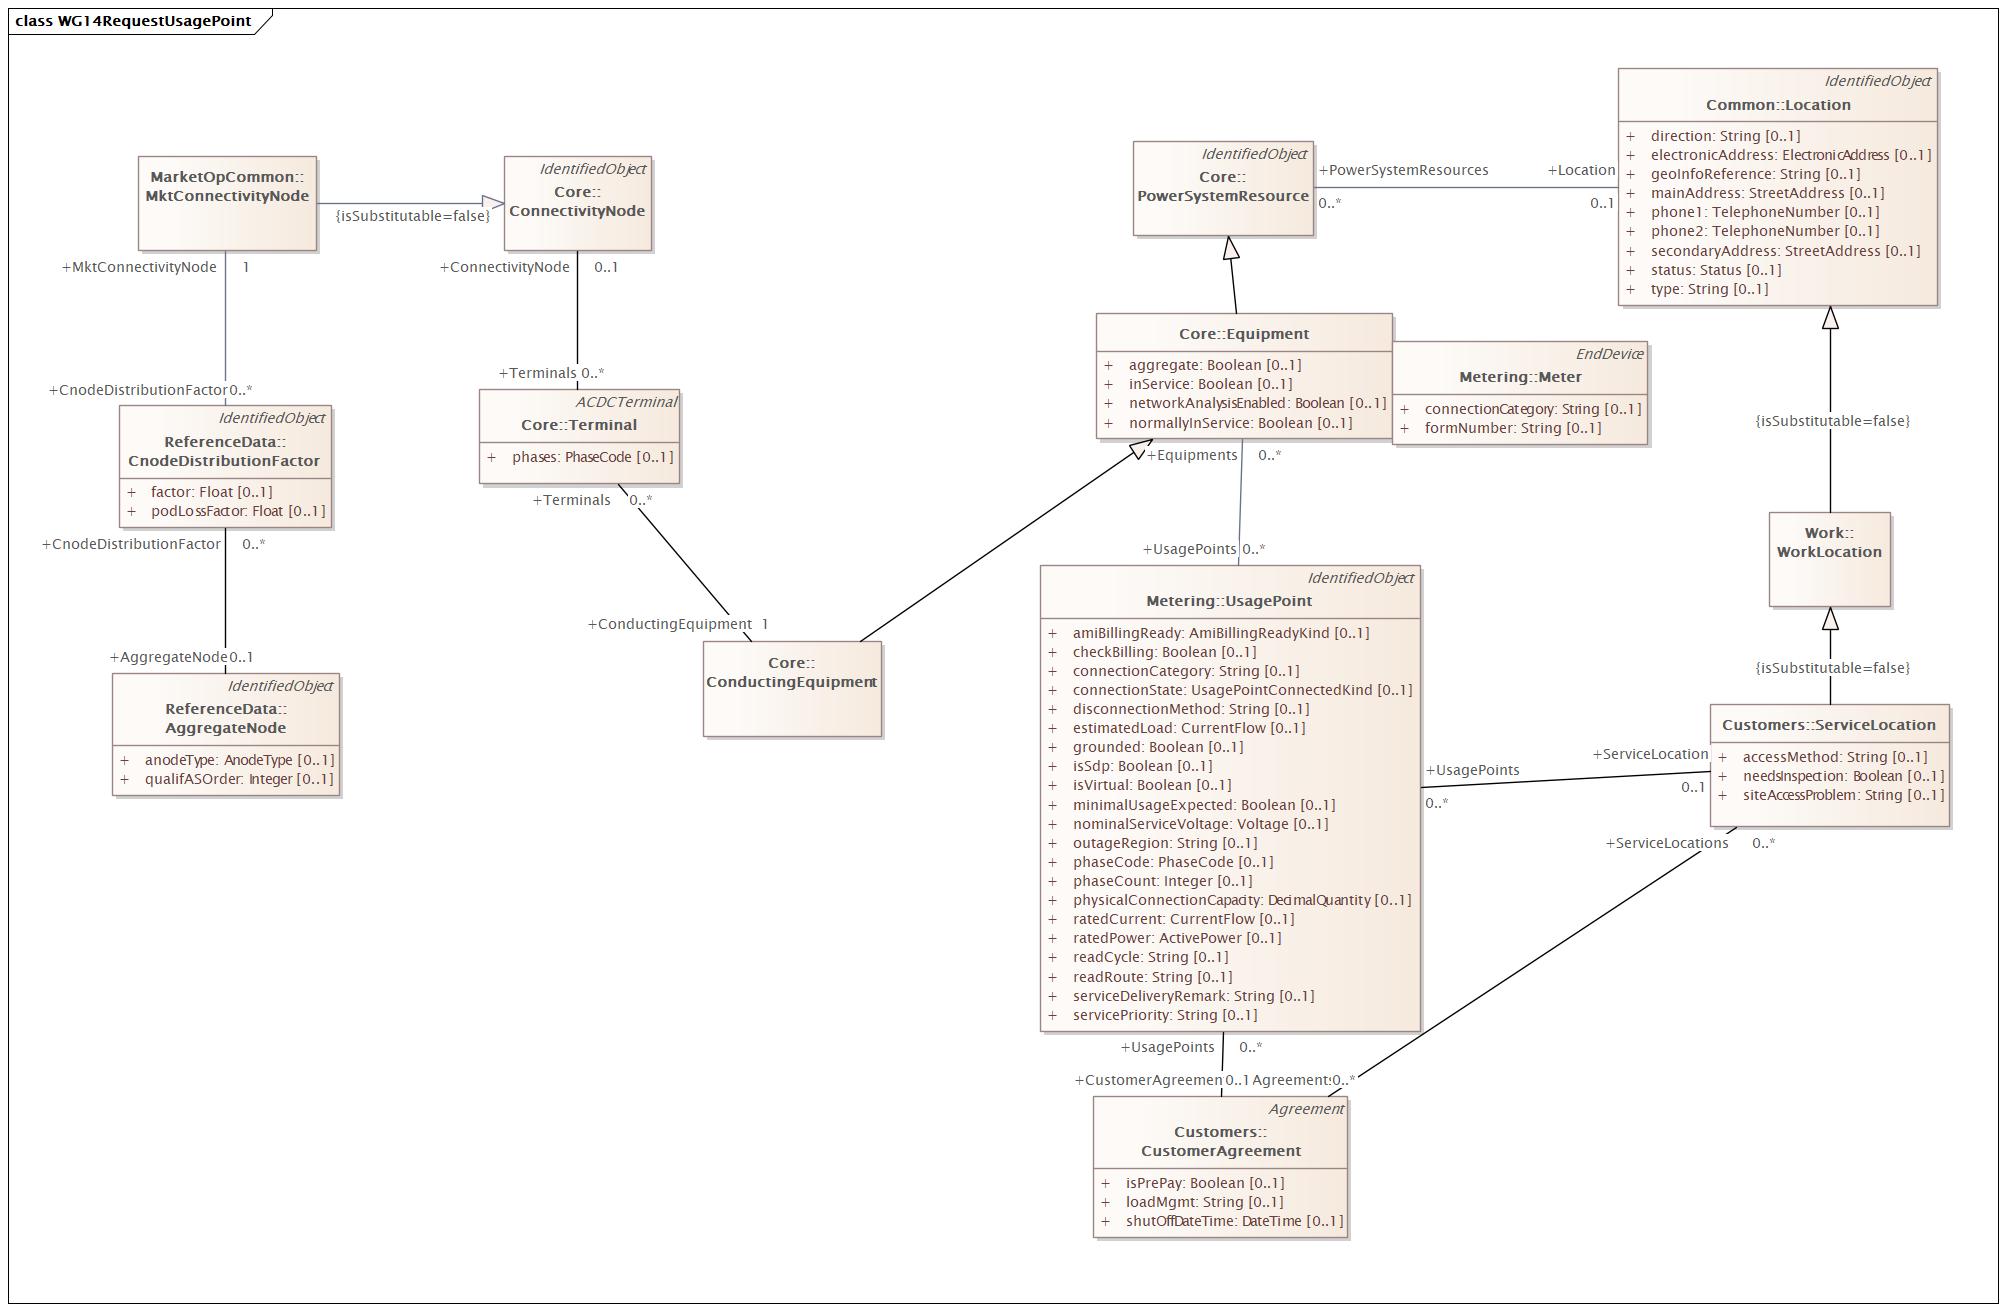 class WG14RequestUsagePoint
MarketOpCommon::
MktConnectivityNode
{isSubstitutable=false}
IdentifiedObject
Core::
ConnectivityNode
+MktConnectivityNode 1
+CnodeDistributionFactor 0..*
IdentifiedObject
ReferenceData::
CnodeDistributionFactor
+ factor: Float [0..1]
+ podLossFactor: Float [0..1]
+CnodeDistributionFactor 0..*
+AggregateNode 0..1
IdentifiedObject
ReferenceData::
AggregateNode
+ anodeType: AnodeType [0..1]
+ qualifASOrder: Integer [0..1]
+ConnectivityNode 0..1
+Terminals 0..*
ACDCTerminal
Core::Terminal
+ phases: PhaseCode [0..1]
+Terminals 0..*
+ConductingEquipment 1
Core::
ConductingEquipment
IdentifiedObject
Core::
PowerSystemResource
+PowerSystemResources
0..*
+Location
0..1
IdentifiedObject
Common::Location
+ direction: String [0..1]
+ electronicAddress: ElectronicAddress [0..1]
+ geoInfoReference: String [0..1]
+ mainAddress: StreetAddress [0..1]
+ phone1: TelephoneNumber [0..1]
+ phone2: TelephoneNumber [0..1]
+ secondaryAddress: StreetAddress [0..1]
+ status: Status [0..1]
+ type: String [0..1]
Core::Equipment
+ aggregate: Boolean [0..1]
+ inService: Boolean [0..1]
+ networkAnalysisEnabled: Boolean [0..1]
+ normallyInService: Boolean [0..1]
EndDevice
Metering::Meter
+ connectionCategory: String [0..1]
+ formNumber: String [0..1]
+Equipments 0..*
+UsagePoints 0..*
IdentifiedObject
Metering::UsagePoint
+ amiBillingReady: AmiBillingReadyKind [0..1]
+ checkBilling: Boolean [0..1]
+ connectionCategory: String [0..1]
+ connectionState: UsagePointConnectedKind [0..1]
+ disconnectionMethod: String [0..1]
+ estimatedLoad: CurrentFlow [0..1]
+ grounded: Boolean [0..1]
+ isSdp: Boolean [0..1]
+ isVirtual: Boolean [0..1]
+ minimalUsageExpected: Boolean [0..1]
+ nominalServiceVoltage: Voltage [0..1]
+ outageRegion: String [0..1]
+ phaseCode: PhaseCode [0..1]
+ phaseCount: Integer [0..1]
+ physicalConnectionCapacity: DecimalQuantity [0..1]
+ ratedCurrent: CurrentFlow [0..1]
+ ratedPower: ActivePower [0..1]
+ readCycle: String [0..1]
+ readRoute: String [0..1]
+ serviceDeliveryRemark: String [0..1]
+ servicePriority: String [0..1]
{isSubstitutable=false}
Work::
WorkLocation
{isSubstitutable=false}
Customers::ServiceLocation
+ accessMethod: String [0..1]
+ needsInspection: Boolean [0..1]
+ siteAccessProblem: String [0..1]
+UsagePoints
0..*
+ServiceLocation
0..1
+ServiceLocations 0..*
+UsagePoints 0..*
+CustomerAgreemen 0..1 Agreement 0..*
Agreement
Customers::
CustomerAgreement
+ isPrePay: Boolean [0..1]
+ loadMgmt: String [0..1]
+ shutOffDateTime: DateTime [0..1]